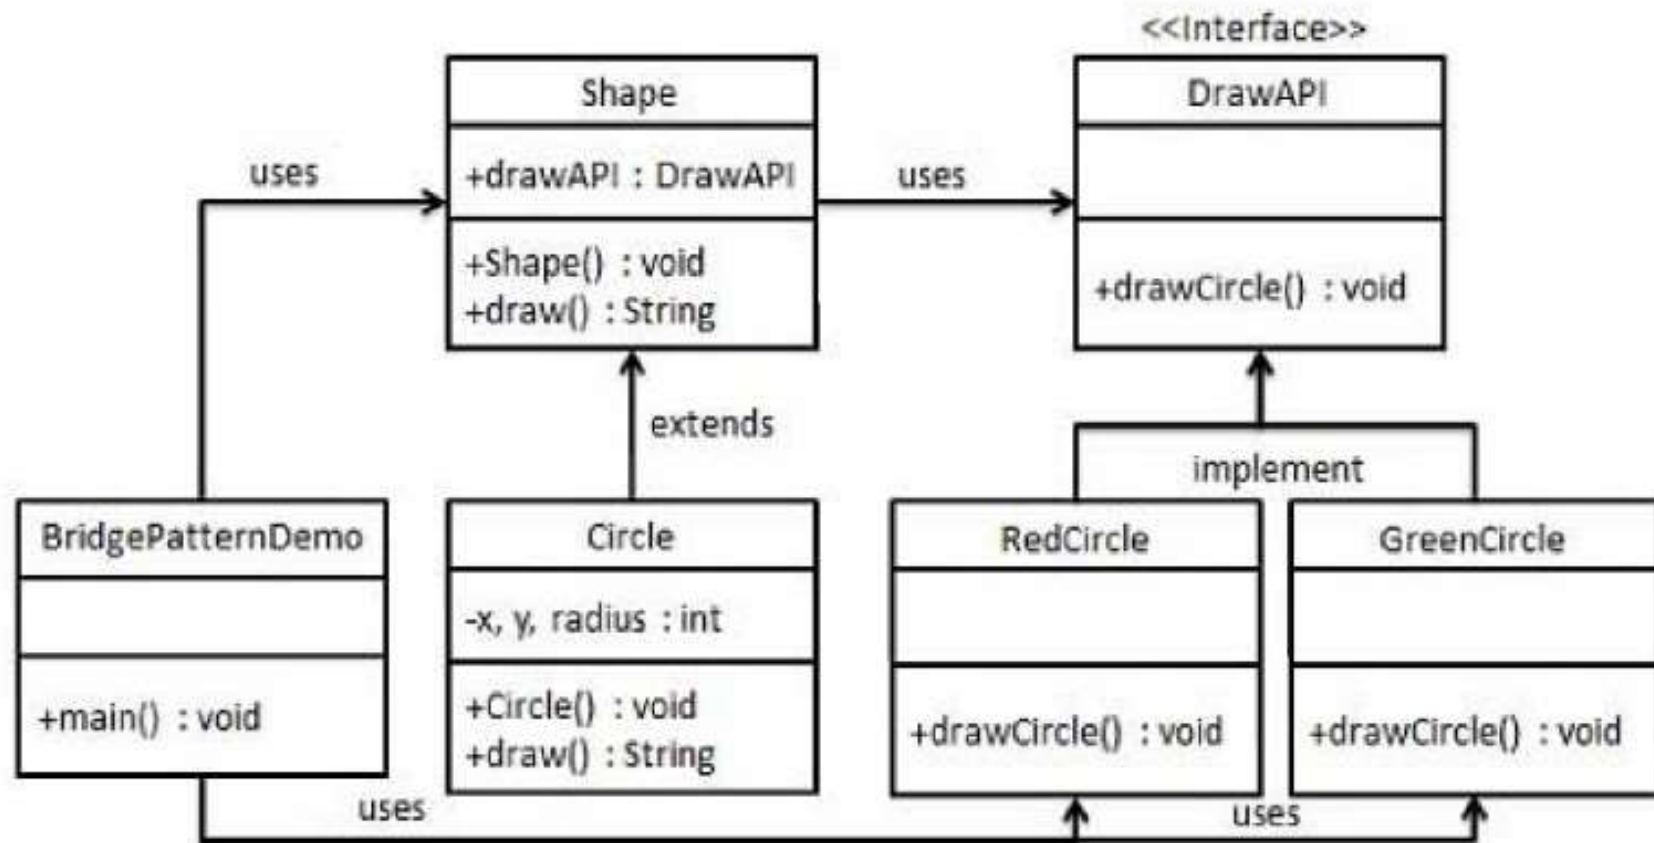 <<Interface>>
Shape
DrawAPI
+drawAPI : DrawAPI
uses
uses
+Shape() : void
+draw() : String
+drawCircle() : void
extends
implement
BridgePatternDemo
Circle
RedCircle
GreenCircle
-x, y, radius : int
+main() : void
+Circle() : void
+draw() : String
+drawCircle() : void
+drawCircle() : void
uses
uses